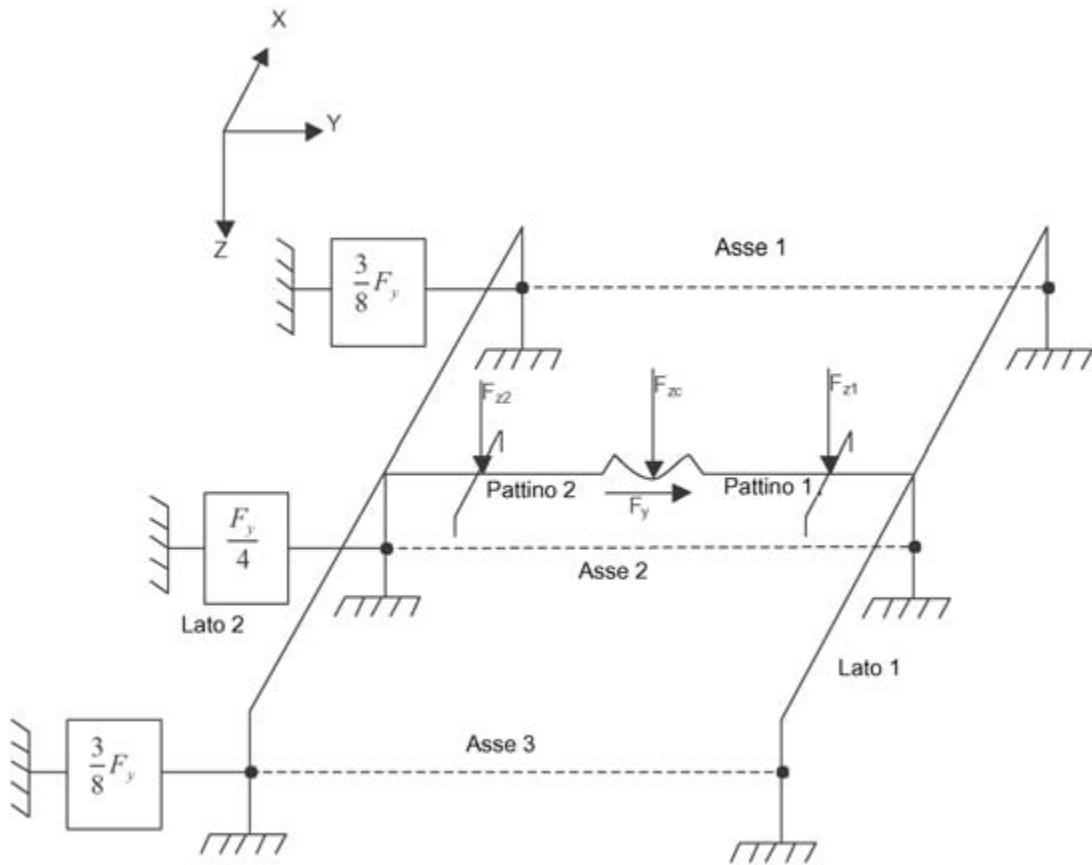 X
Y
Z
Asse 1
3/8 F_y
F_z2
F_zc
F_z1
Pattino 2
Pattino 1
F_y
F_y/4
Asse 2
Lato 2
Lato 1
Asse 3
3/8 F_y